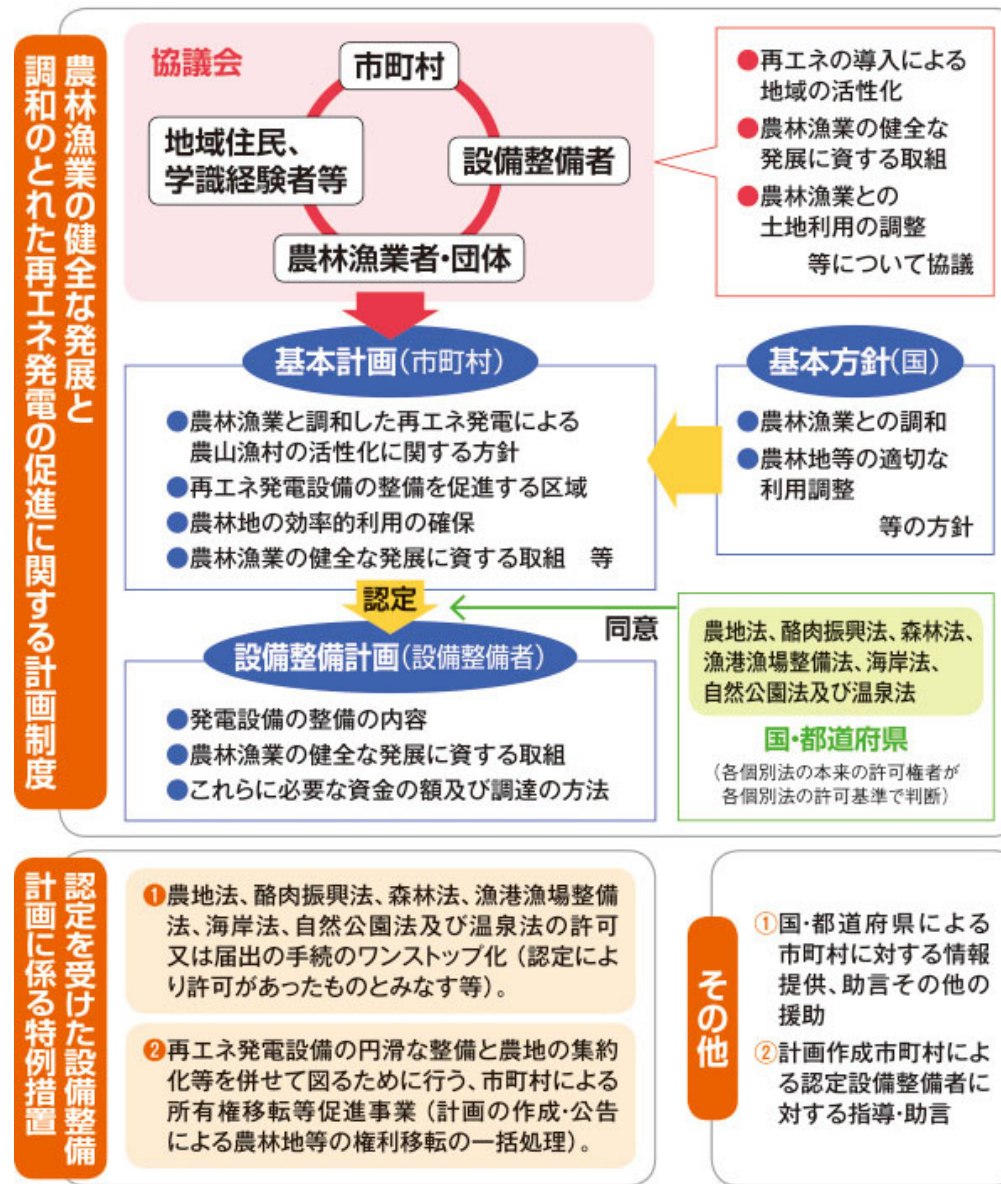 農林漁業の健全な発展と
調和のとれた再エネ発電の促進に関する計画制度
協議会
市町村
地域住民、
学識経験者等
設備整備者
農林漁業者・団体
●再エネの導入による
地域の活性化
●農林漁業の健全な
発展に資する取組
●農林漁業との
土地利用の調整
等について協議
基本計画(市町村)
●農林漁業と調和した再エネ発電による
農山漁村の活性化に関する方針
●再エネ発電設備の整備を促進する区域
●農林地の効率的利用の確保
●農林漁業の健全な発展に資する取組 等
基本方針(国)
●農林漁業との調和
●農林地等の適切な
利用調整
等の方針
認定
同意
設備整備計画(設備整備者)
●発電設備の整備の内容
●農林漁業の健全な発展に資する取組
●これらに必要な資金の額及び調達の方法
農地法、酪肉振興法、森林法、
漁港漁場整備法、海岸法、
自然公園法及び温泉法
国・都道府県
(各個別法の本来の許可権者が
各個別法の許可基準で判断)
認定を受けた設備整備
計画に係る特例措置
❶農地法、酪肉振興法、森林法、漁港漁場整備
法、海岸法、自然公園法及び温泉法の許可
又は届出の手続のワンストップ化(認定によ
り許可があったものとみなす等)。
❷再エネ発電設備の円滑な整備と農地の集約
化等を併せて図るために行う、市町村による
所有権移転等促進事業(計画の作成・公告
による農林地等の権利移転の一括処理)。
その他
①国・都道府県による
市町村に対する情報
提供、助言その他の
援助
②計画作成市町村によ
る認定設備整備者に
対する指導・助言